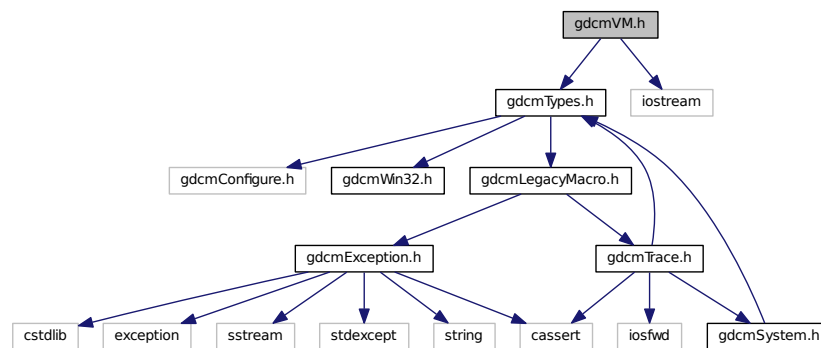 gdcmVM.h
gdcmTypes.h
iostream
gdcmConfigure.h
gdcmWin32.h
gdcmLegacyMacro.h
gdcmException.h
gdcmTrace.h
cstdlib
exception
sstream
stdexcept
string
cassert
iosfwd
gdcmSystem.h